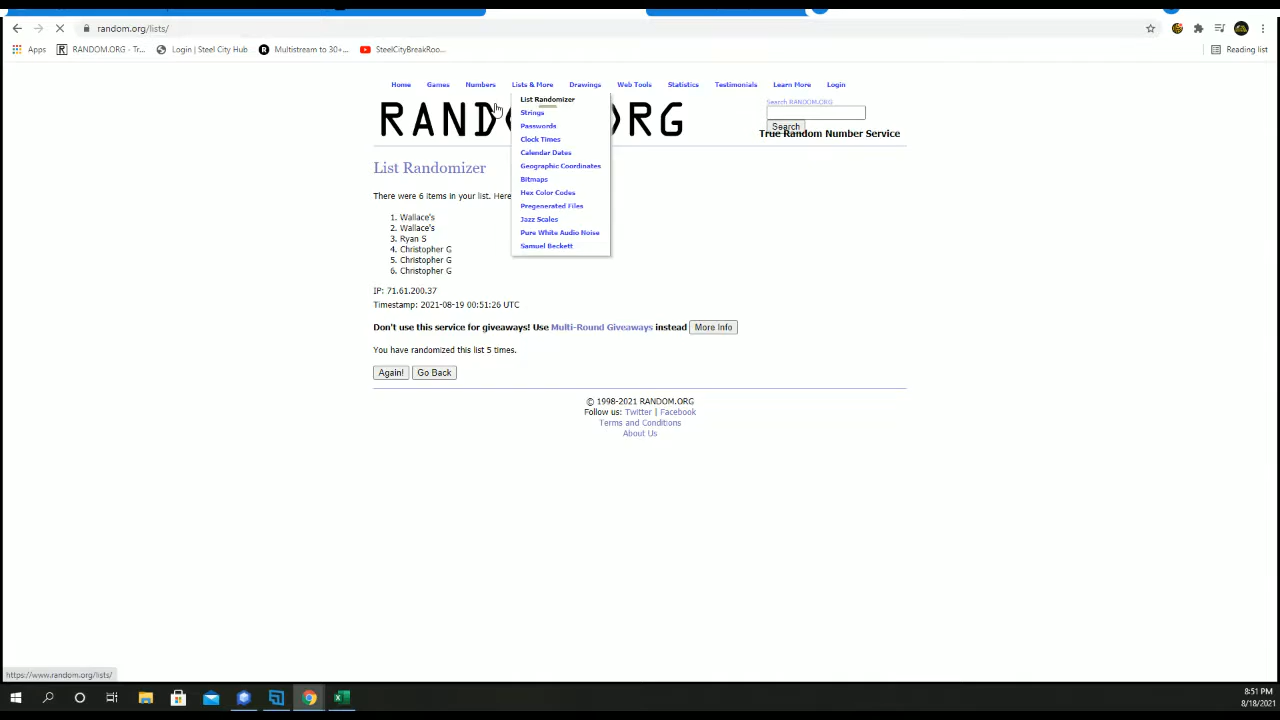 random.org/lists/
Apps RANDOM.ORG - Tr... Login | Steel City Hub Multistream to 30+... SteelCityBreakRoo... Reading list
Home Games Numbers Lists & More Drawings Web Tools Statistics Testimonials Learn More Login
List Randomizer
Strings
Passwords
Clock Times
Calendar Dates
Geographic Coordinates
Bitmaps
Hex Color Codes
Pregenerated Files
Jazz Scales
Pure White Audio Noise
Samuel Beckett
RANDOM.ORG
Search RANDOM.ORG
Search
True Random Number Service
List Randomizer
There were 6 items in your list. Here
1. Wallace's
2. Wallace's
3. Ryan S
4. Christopher G
5. Christopher G
6. Christopher G
IP: 71.61.200.37
Timestamp: 2021-08-19 00:51:26 UTC
Don't use this service for giveaways! Use Multi-Round Giveaways instead More Info
You have randomized this list 5 times.
Again! Go Back
© 1998-2021 RANDOM.ORG
Follow us: Twitter | Facebook
Terms and Conditions
About Us
https://www.random.org/lists/
8:51 PM
8/18/2021